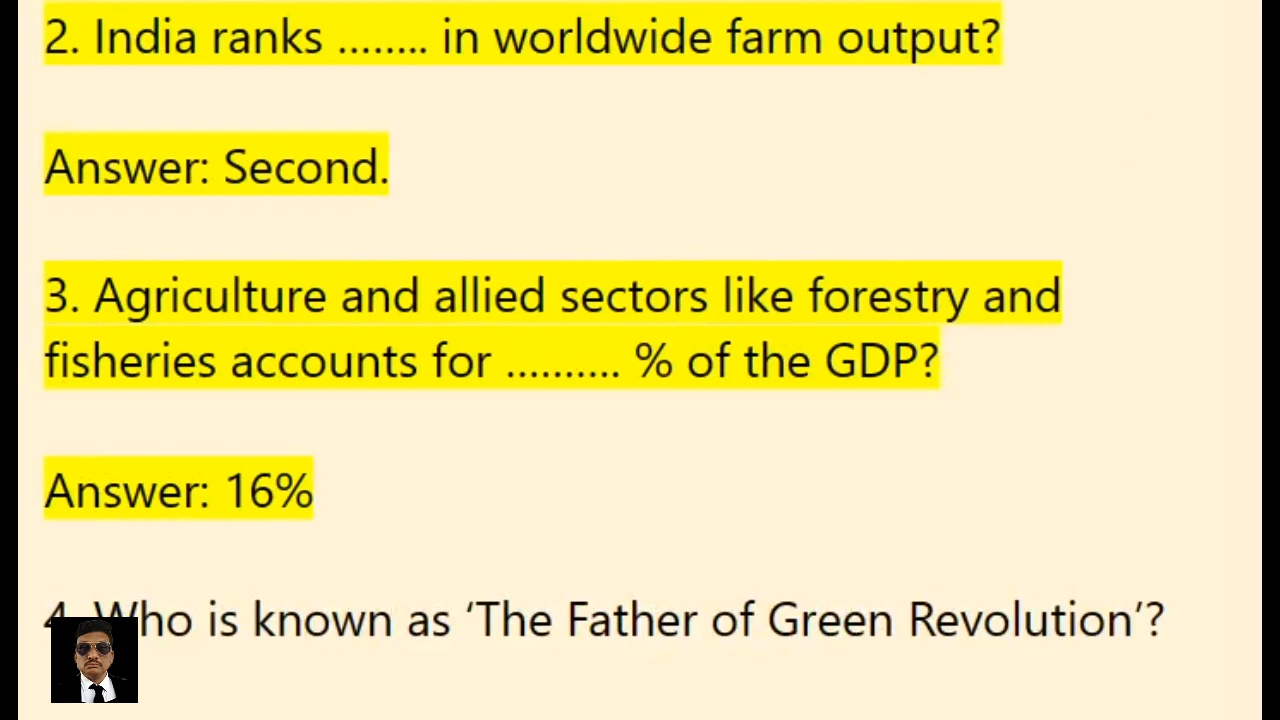 2. India ranks ........ in worldwide farm output?
Answer: Second.
3. Agriculture and allied sectors like forestry and
fisheries accounts for .......... % of the GDP?
Answer: 16%
4. Who is known as ‘The Father of Green Revolution’?